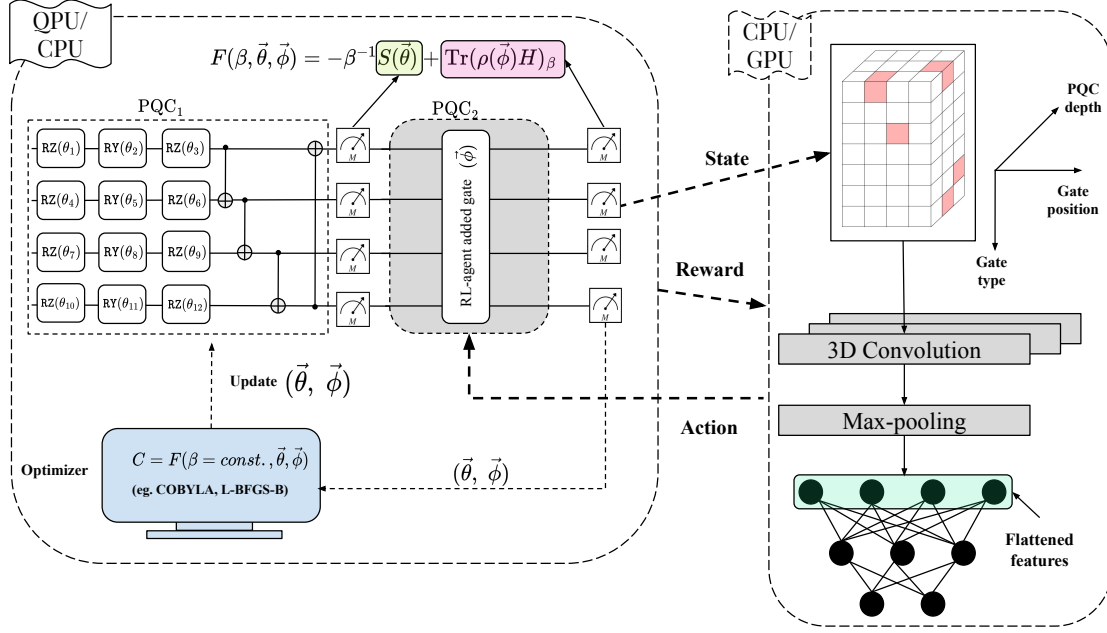 QPU/
CPU
F(β, θ⃗, ϕ⃗) = −β⁻¹S(θ⃗) + Tr(ρ(ϕ⃗)H)_β
PQC₁
PQC₂
RZ(θ₁) RY(θ₂) RZ(θ₃) M M
RZ(θ₄) RY(θ₅) RZ(θ₆) M M
RZ(θ₇) RY(θ₈) RZ(θ₉) M M
RZ(θ₁₀) RY(θ₁₁) RZ(θ₁₂) M M
RL-agent added gate (ϕ⃗)
Update (θ⃗, ϕ⃗)
Optimizer
C = F(β = const., θ⃗, ϕ⃗)
(eg. COBYLA, L-BFGS-B)
(θ⃗, ϕ⃗)
State
Reward
Action
CPU/
GPU
PQC
depth
Gate
position
Gate
type
3D Convolution
Max-pooling
Flattened
features